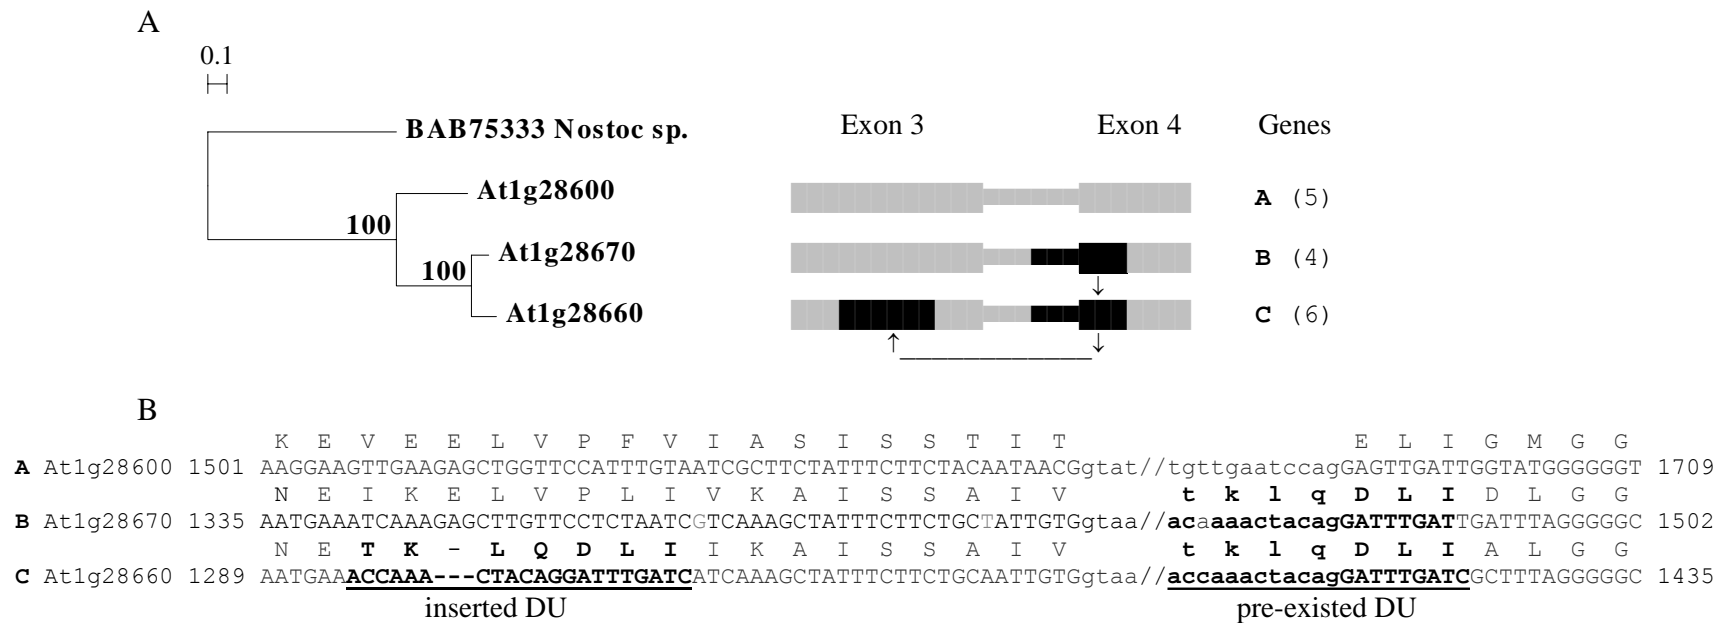 A
0.1
BAB75333 Nostoc sp. Exon 3 Exon 4 Genes
At1g28600 A (5)
100
At1g28670 B (4)
100
At1g28660 C (6)
B
K E V E E L V P F V I A S I S S T I T E L I G M G G
A At1g28600 1501 AAGGAAGTTGAAGAGCTGGTTCCATTTGTAATCGCTTCTATTTCTTCTACAATAACGgtat//tgttgaatccagGAGTTGATTGGTATGGGGGGT 1709
N E I K E L V P L I V K A I S S A I V t k l q D L I D L G G
B At1g28670 1335 AATGAAATCAAAGAGCTTGTTCCTCTAATCGTCAAAGCTATTTCTTCTGCTATTGTGgtaa//acaaaactacagGATTTGATTGATTTAGGGGGC 1502
N E T K - L Q D L I I K A I S S A I V t k l q D L I A L G G
C At1g28660 1289 AATGAAACCAAA---CTACAGGATTTGATCATCAAAGCTATTTCTTCTGCAATTGTGgtaa//accaaactacagGATTTGATCGCTTTAGGGGGC 1435
inserted DU pre-existed DU